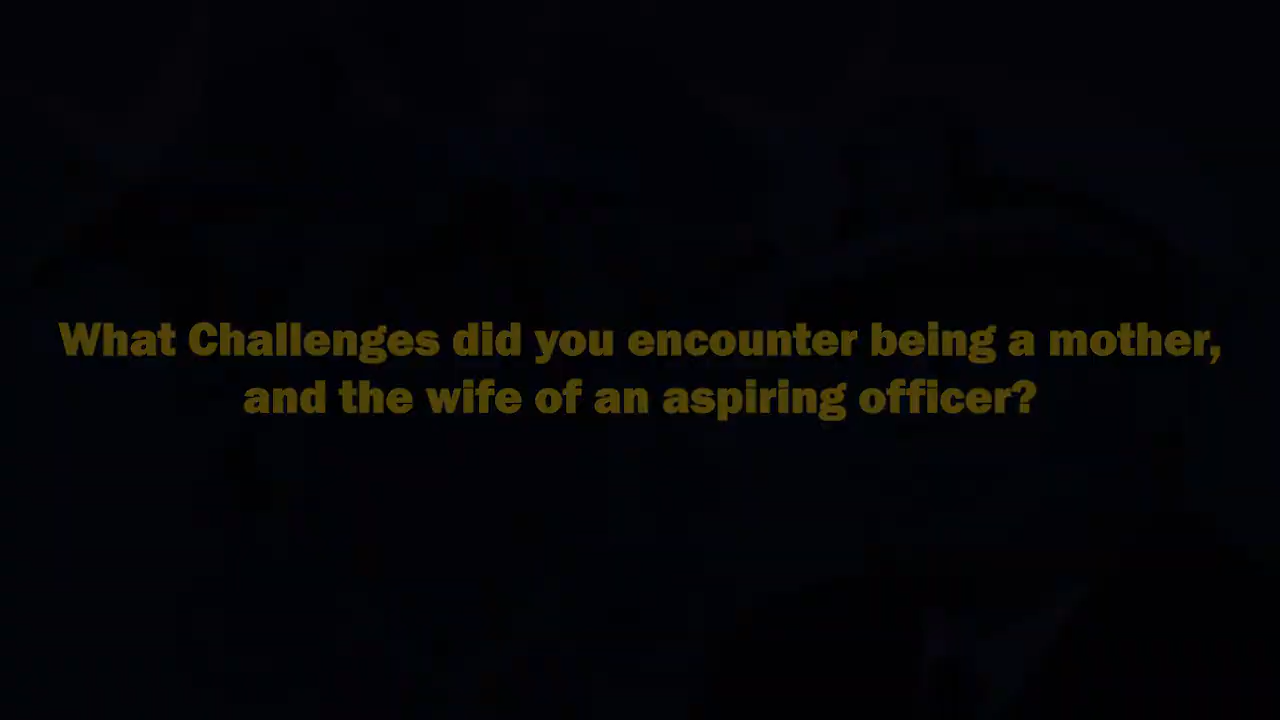 What Challenges did you encounter being a mother,
and the wife of an aspiring officer?